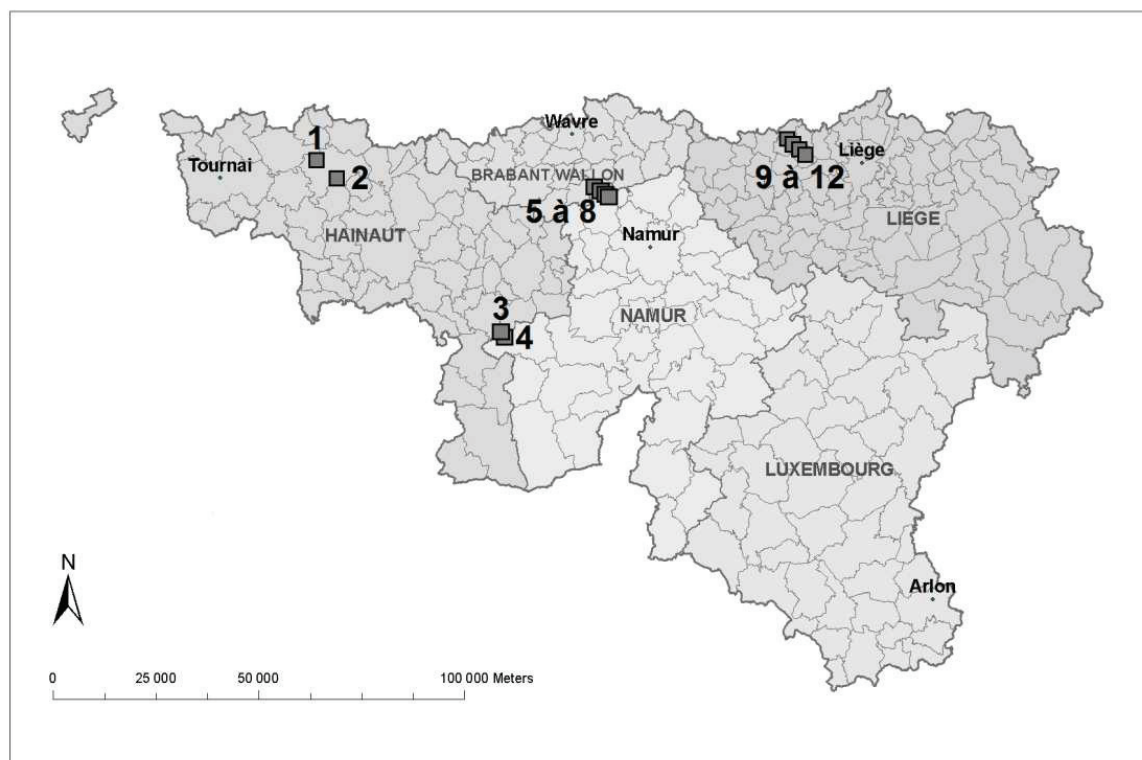 Wavre
1
Tournai
2
BRABANT WALLON
Liège
9 à 12
5 à 8
HAINAUT
LIEGE
Namur
3
NAMUR
4
LUXEMBOURG
N
Arlon
0 25 000 50 000 100 000 Meters